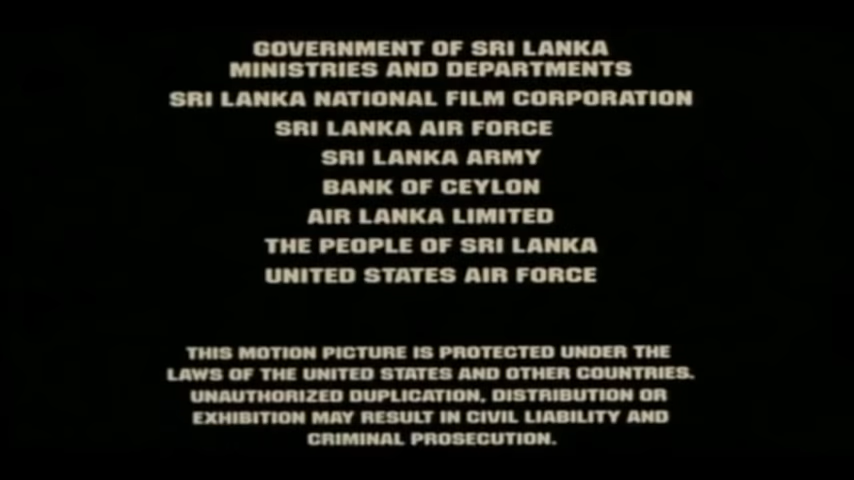 GOVERNMENT OF SRI LANKA
MINISTRIES AND DEPARTMENTS
SRI LANKA NATIONAL FILM CORPORATION
SRI LANKA AIR FORCE
SRI LANKA ARMY
BANK OF CEYLON
AIR LANKA LIMITED
THE PEOPLE OF SRI LANKA
UNITED STATES AIR FORCE
THIS MOTION PICTURE IS PROTECTED UNDER THE
LAWS OF THE UNITED STATES AND OTHER COUNTRIES.
UNAUTHORIZED DUPLICATION, DISTRIBUTION OR
EXHIBITION MAY RESULT IN CIVIL LIABILITY AND
CRIMINAL PROSECUTION.